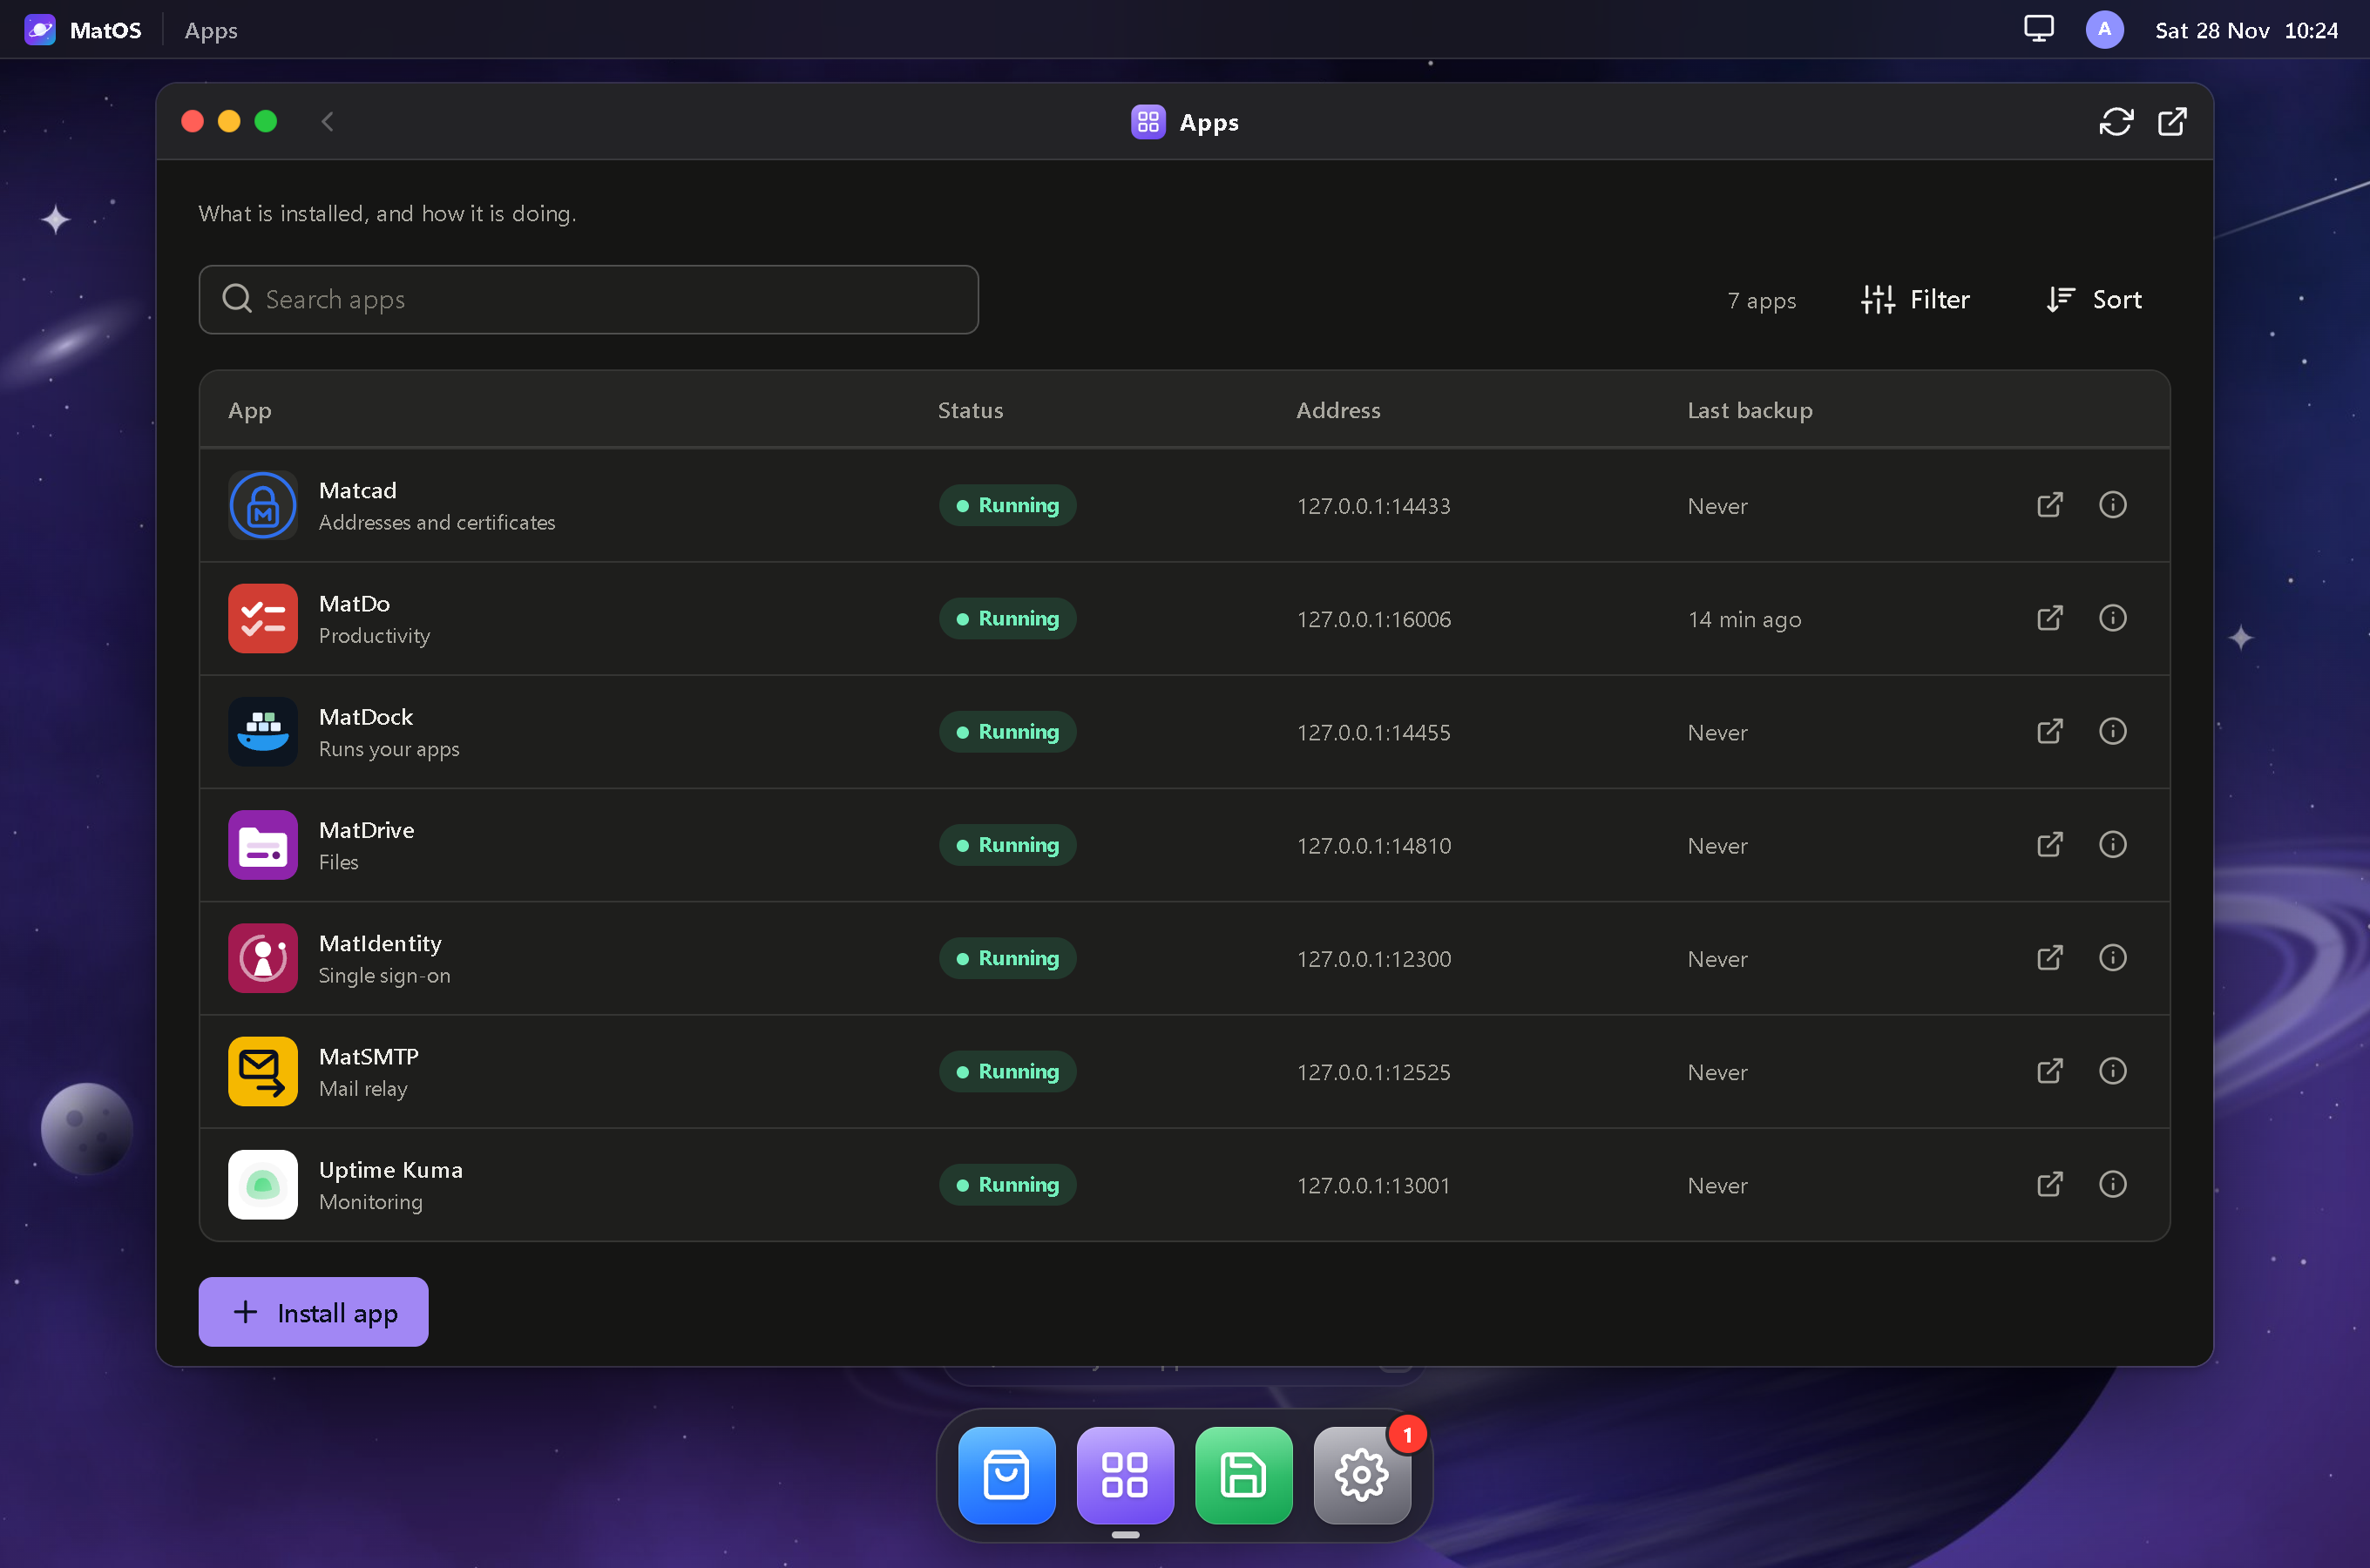 MatOS
Apps
A
Sat 28 Nov 10:24
Apps
What is installed, and how it is doing.
Search apps
7 apps
Filter
Sort
App Status Address Last backup
Matcad
Addresses and certificates
Running
127.0.0.1:14433
Never
MatDo
Productivity
Running
127.0.0.1:16006
14 min ago
MatDock
Runs your apps
Running
127.0.0.1:14455
Never
MatDrive
Files
Running
127.0.0.1:14810
Never
MatIdentity
Single sign-on
Running
127.0.0.1:12300
Never
MatSMTP
Mail relay
Running
127.0.0.1:12525
Never
Uptime Kuma
Monitoring
Running
127.0.0.1:13001
Never
Install app
1